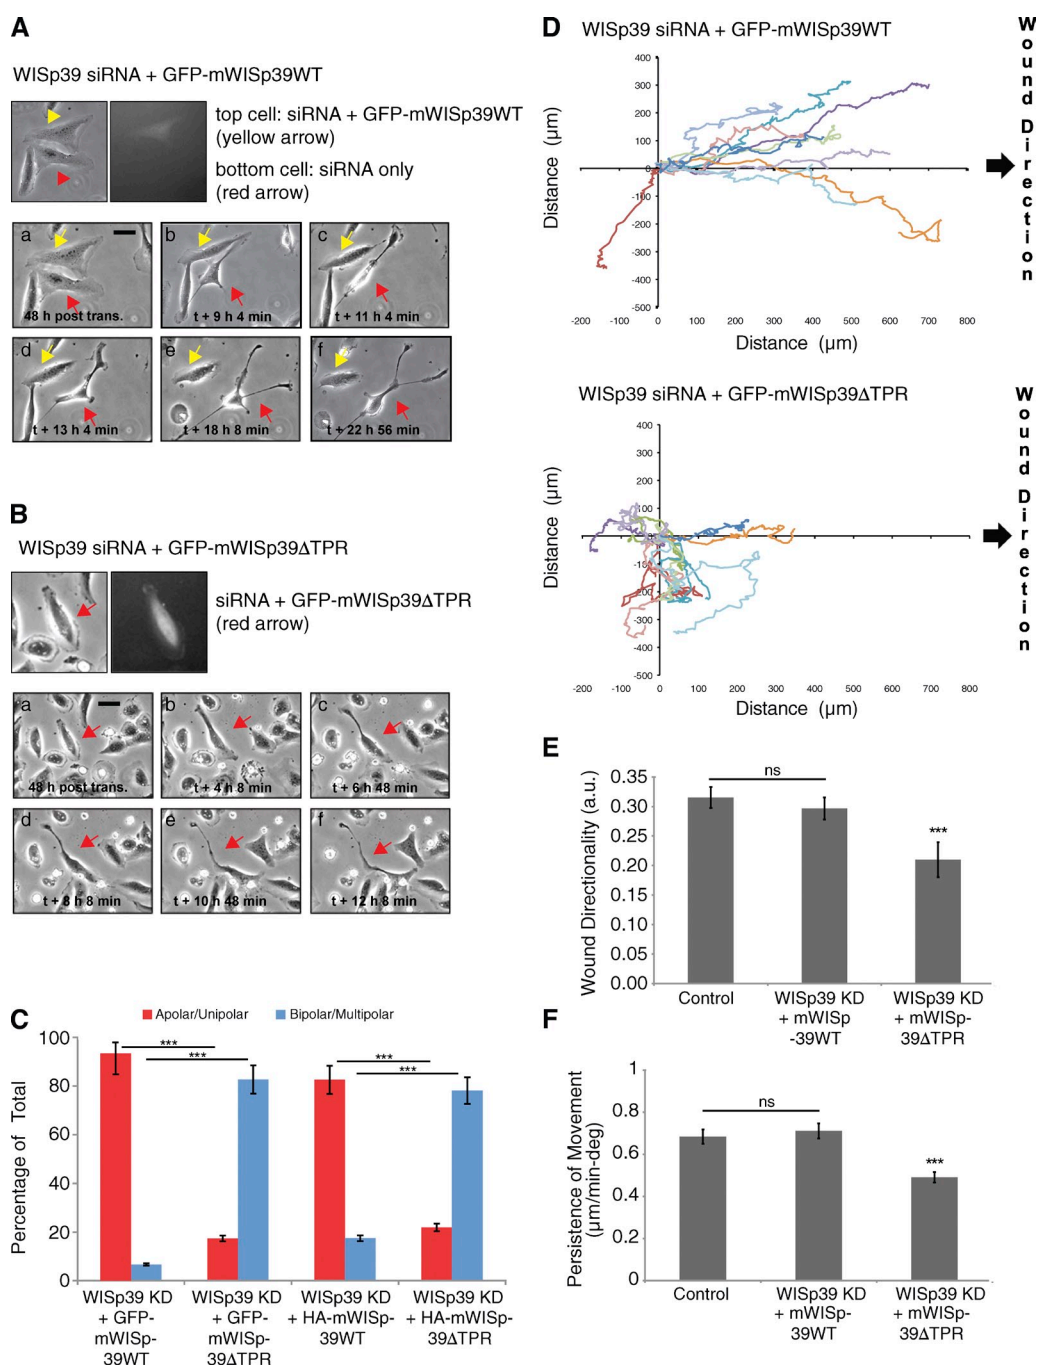 A
WISp39 siRNA + GFP-mWISp39WT
top cell: siRNA + GFP-mWISp39WT
(yellow arrow)
bottom cell: siRNA only
(red arrow)
a
b
c
48 h post trans.
t + 9 h 4 min
t + 11 h 4 min
d
e
f
t + 13 h 4 min
t + 18 h 8 min
t + 22 h 56 min
B
WISp39 siRNA + GFP-mWISp39ΔTPR
siRNA + GFP-mWISp39ΔTPR
(red arrow)
a
b
c
48 h post trans.
t + 4 h 8 min
t + 6 h 48 min
d
e
f
t + 8 h 8 min
t + 10 h 48 min
t + 12 h 8 min
C
Apolar/Unipolar
Bipolar/Multipolar
Percentage of Total
100
80
60
40
20
0
***
***
***
***
WISp39 KD
+ GFP-
mWISp-
39WT
WISp39 KD
+ GFP-
mWISp-
39ΔTPR
WISp39 KD
+ HA-mWISp-
39WT
WISp39 KD
+ HA-mWISp-
39ΔTPR
D
WISp39 siRNA + GFP-mWISp39WT
Distance (µm)
400
300
200
100
0
-100
-200
-300
-400
-500
-200 -100 0 100 200 300 400 500 600 700 800
Distance (µm)
Wound Direction
WISp39 siRNA + GFP-mWISp39ΔTPR
Distance (µm)
400
300
200
100
0
-100
-200
-300
-400
-500
-200 -100 0 100 200 300 400 500 600 700 800
Distance (µm)
Wound Direction
E
Wound Directionality (a.u.)
0.35
0.30
0.25
0.20
0.15
0.10
0.05
0.00
ns
***
Control
WISp39 KD
+ mWISp
-39WT
WISp39 KD
+ mWISp-
39ΔTPR
F
Persistence of Movement
(µm/min-deg)
1
0.8
0.6
0.4
0.2
0
ns
***
Control
WISp39 KD
+ mWISp-
39WT
WISp39 KD
+ mWISp-
39ΔTPR